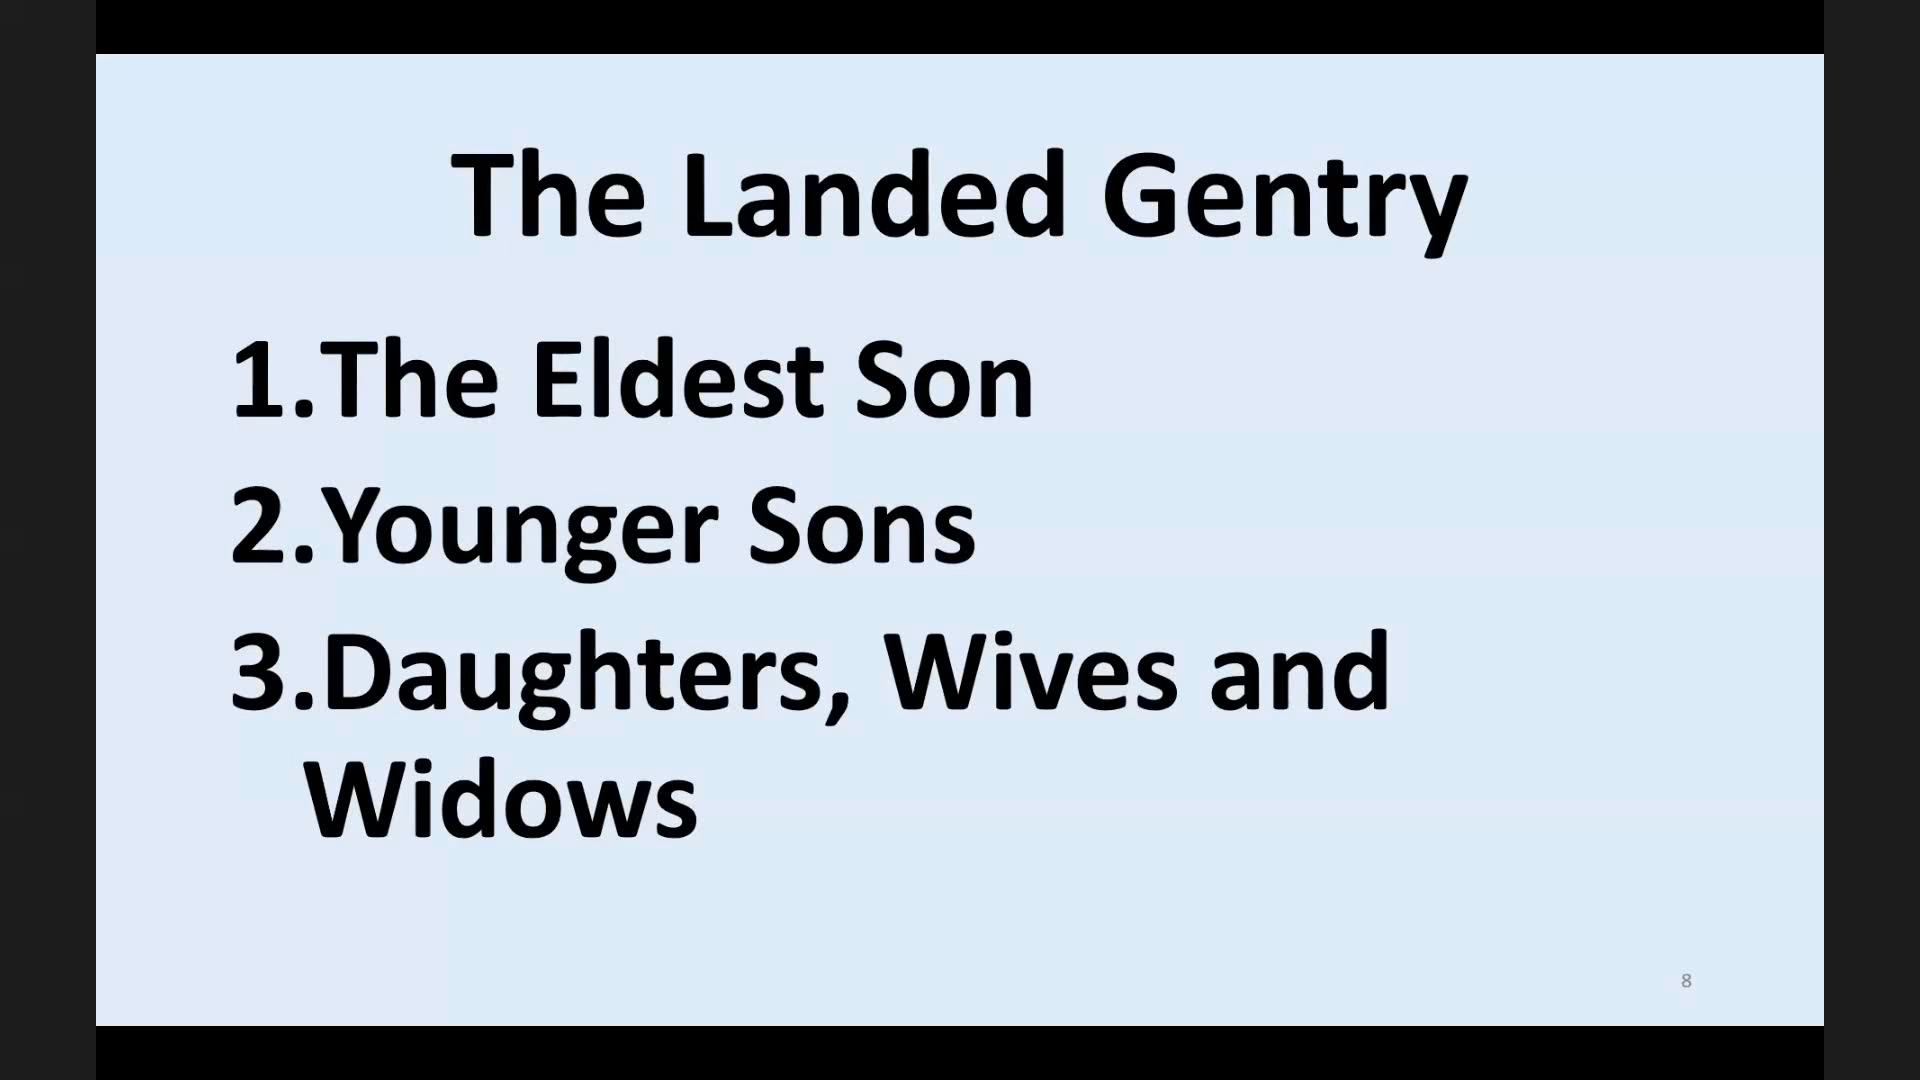 The Landed Gentry
1.The Eldest Son
2.Younger Sons
3.Daughters, Wives and
Widows
8